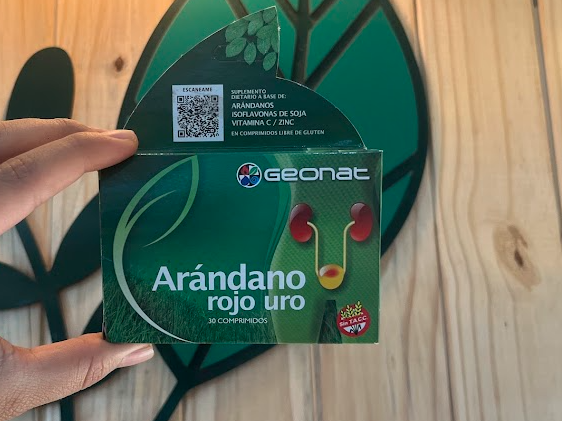 ESCANEAME
SUPLEMENTO
DIETARIO A BASE DE:
ARÁNDANOS
ISOFLAVONAS DE SOJA
VITAMINA C / ZINC
EN COMPRIMIDOS LIBRE DE GLUTEN
GEONAT
Arándano
rojo uro
30 COMPRIMIDOS
Sin T.A.C.C.